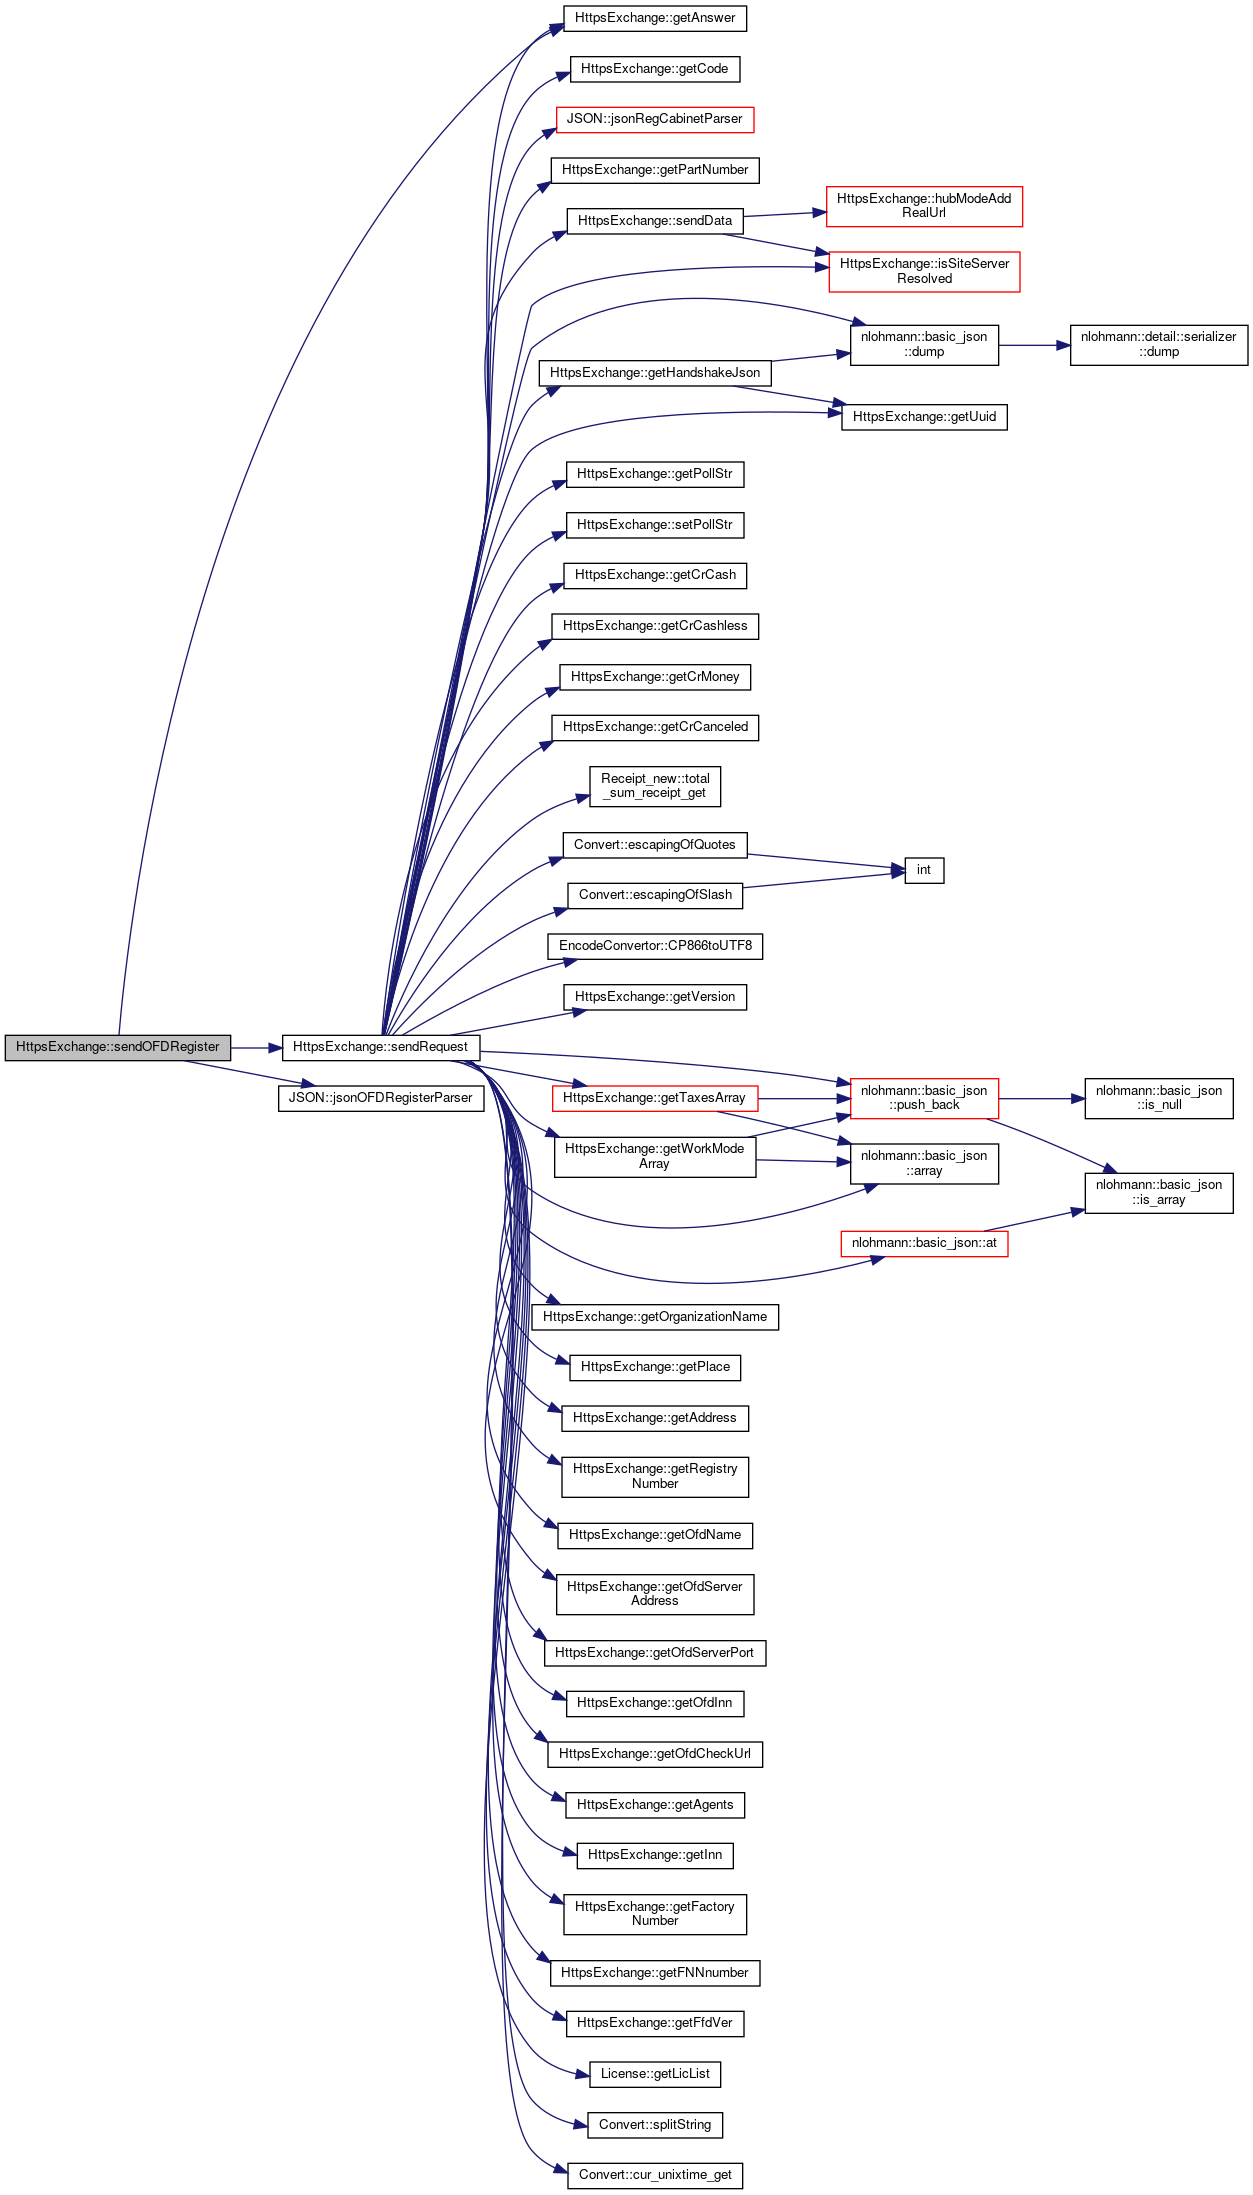 HttpsExchange::getAnswer
HttpsExchange::getCode
JSON::jsonRegCabinetParser
HttpsExchange::getPartNumber
HttpsExchange::sendData
HttpsExchange::hubModeAdd
RealUrl
HttpsExchange::isSiteServer
Resolved
nlohmann::basic_json
::dump
nlohmann::detail::serializer
::dump
HttpsExchange::getHandshakeJson
HttpsExchange::getUuid
HttpsExchange::getPollStr
HttpsExchange::setPollStr
HttpsExchange::getCrCash
HttpsExchange::getCrCashless
HttpsExchange::getCrMoney
HttpsExchange::getCrCanceled
Receipt_new::total
_sum_receipt_get
Convert::escapingOfQuotes
int
Convert::escapingOfSlash
EncodeConvertor::CP866toUTF8
HttpsExchange::getVersion
HttpsExchange::sendOFDRegister
HttpsExchange::sendRequest
JSON::jsonOFDRegisterParser
HttpsExchange::getTaxesArray
nlohmann::basic_json
::push_back
nlohmann::basic_json
::is_null
HttpsExchange::getWorkMode
Array
nlohmann::basic_json
::array
nlohmann::basic_json
::is_array
nlohmann::basic_json::at
HttpsExchange::getOrganizationName
HttpsExchange::getPlace
HttpsExchange::getAddress
HttpsExchange::getRegistry
Number
HttpsExchange::getOfdName
HttpsExchange::getOfdServer
Address
HttpsExchange::getOfdServerPort
HttpsExchange::getOfdInn
HttpsExchange::getOfdCheckUrl
HttpsExchange::getAgents
HttpsExchange::getInn
HttpsExchange::getFactory
Number
HttpsExchange::getFNNnumber
HttpsExchange::getFfdVer
License::getLicList
Convert::splitString
Convert::cur_unixtime_get